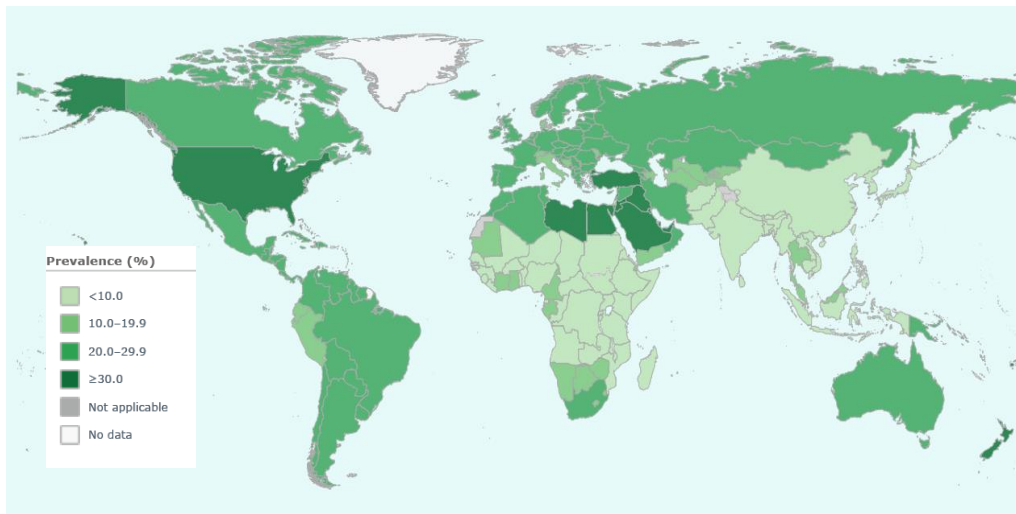 Prevalence (%)
<10.0
10.0–19.9
20.0–29.9
≥30.0
Not applicable
No data